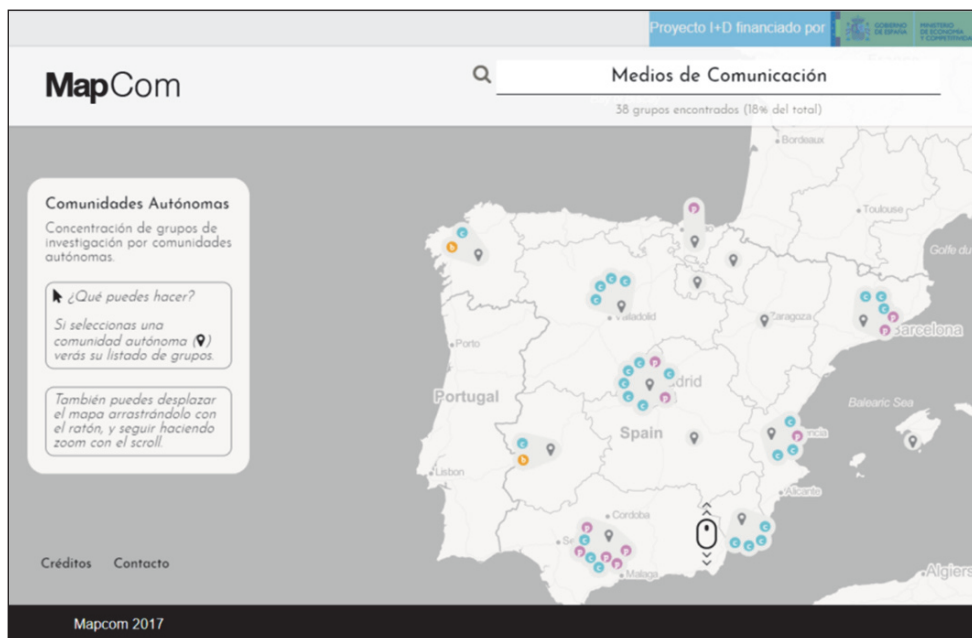 Proyecto I+D financiado por
GOBIERNO DE ESPAÑA
MINISTERIO DE ECONOMÍA Y COMPETITIVIDAD
MapCom
Medios de Comunicación
38 grupos encontrados (18% del total)
Comunidades Autónomas
Concentración de grupos de
investigación por comunidades
autónomas.
¿Qué puedes hacer?
Si seleccionas una
comunidad autónoma ( )
verás su listado de grupos.
También puedes desplazar
el mapa arrastrándolo con
el ratón, y seguir haciendo
zoom con el scroll.
Bordeaux
Toulouse
Golfe du
Zaragoza
Barcelona
Valladolid
Porto
Portugal
Spain
Balearic Sea
Lisbon
Alicante
Cordoba
Malaga
Algiers
Créditos Contacto
Mapcom 2017